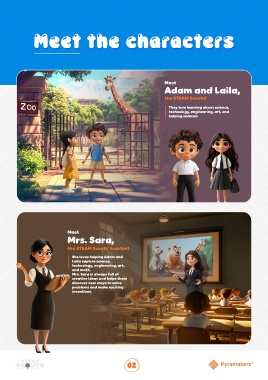 Meet the characters
ZOO
Meet
Adam and Laila,
the STEAM Scouts!
They love learning about science,
technology, engineering, art, and
helping animals.
Meet
Mrs. Sara,
the STEAM Scouts' teacher!
She loves helping Adam and
Laila explore science,
technology, engineering, art,
and math.
Mrs. Sara is always full of
creative ideas and helps them
discover new ways to solve
problems and make exciting
inventions.
02
Pyramakers